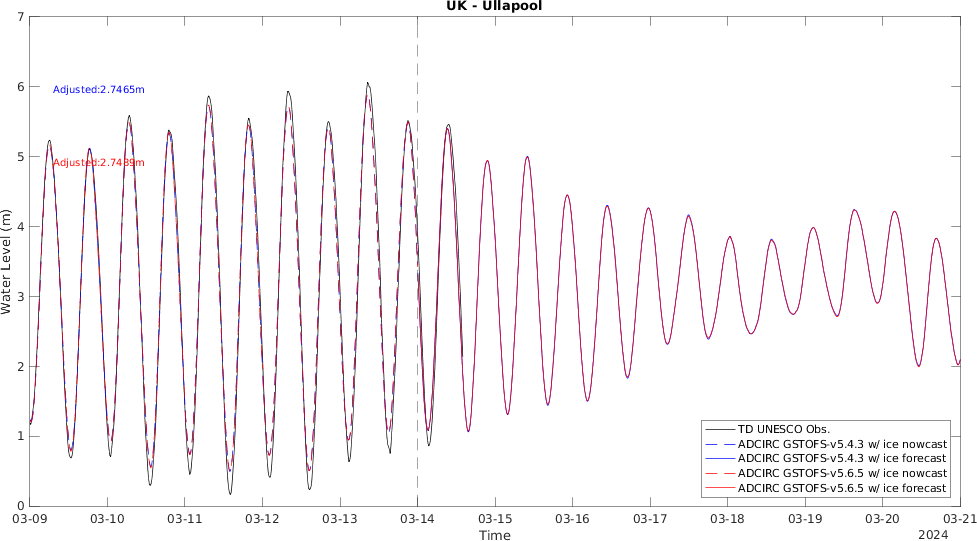 UK - Ullapool
7
6
5
4
3
2
1
0
Water Level (m)
Adjusted:2.7465m
Adjusted:2.7489m
TD UNESCO Obs.
ADCIRC GSTOFS-v5.4.3 w/ ice nowcast
ADCIRC GSTOFS-v5.4.3 w/ ice forecast
ADCIRC GSTOFS-v5.6.5 w/ ice nowcast
ADCIRC GSTOFS-v5.6.5 w/ ice forecast
03-09 03-10 03-11 03-12 03-13 03-14 03-15 03-16 03-17 03-18 03-19 03-20 03-21
Time
2024